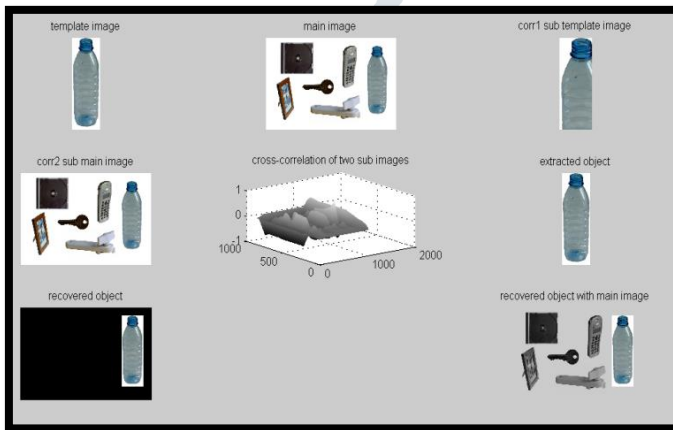 template image
main image
corr1 sub template image
corr2 sub main image
cross-correlation of two sub images
extracted object
1
0
-1
1000
500
0
0
1000
2000
recovered object
recovered object with main image